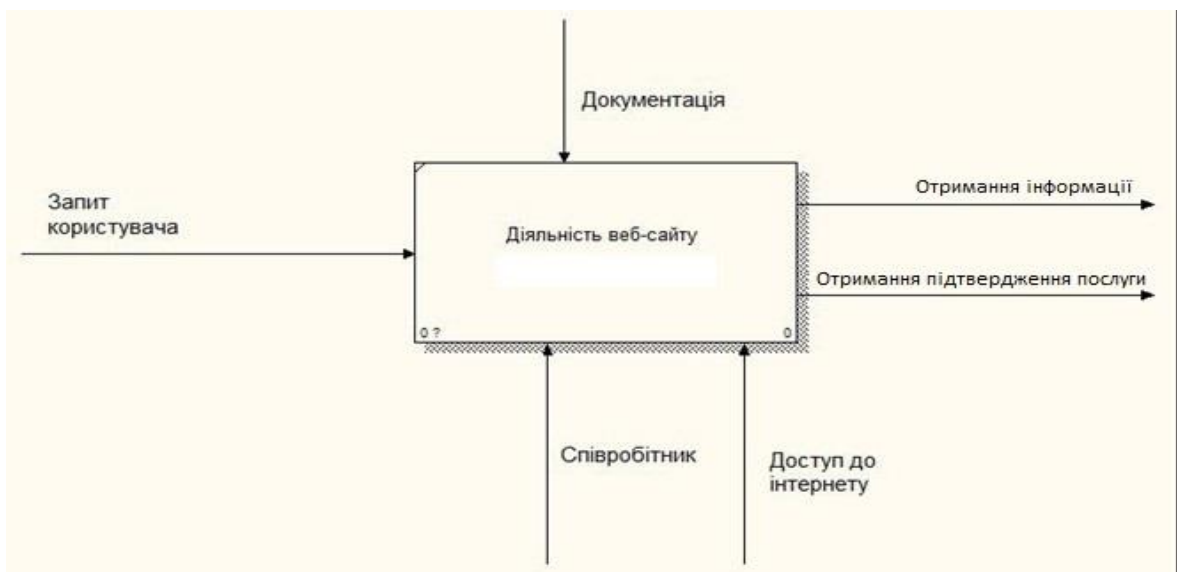 Документація
Запит
користувача
Отримання інформації
Діяльність веб-сайту
Отримання підтвердження послуги
0 ?
0
Співробітник
Доступ до
інтернету